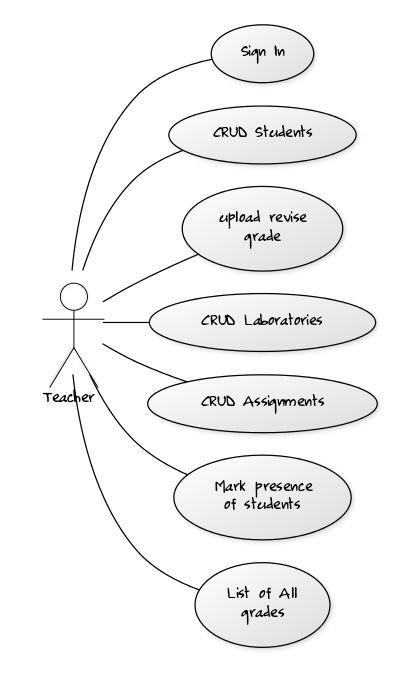 Sign In
CRUD Students
upload revise
grade
CRUD Laboratories
CRUD Assignments
Teacher
Mark presence
of students
List of All
grades